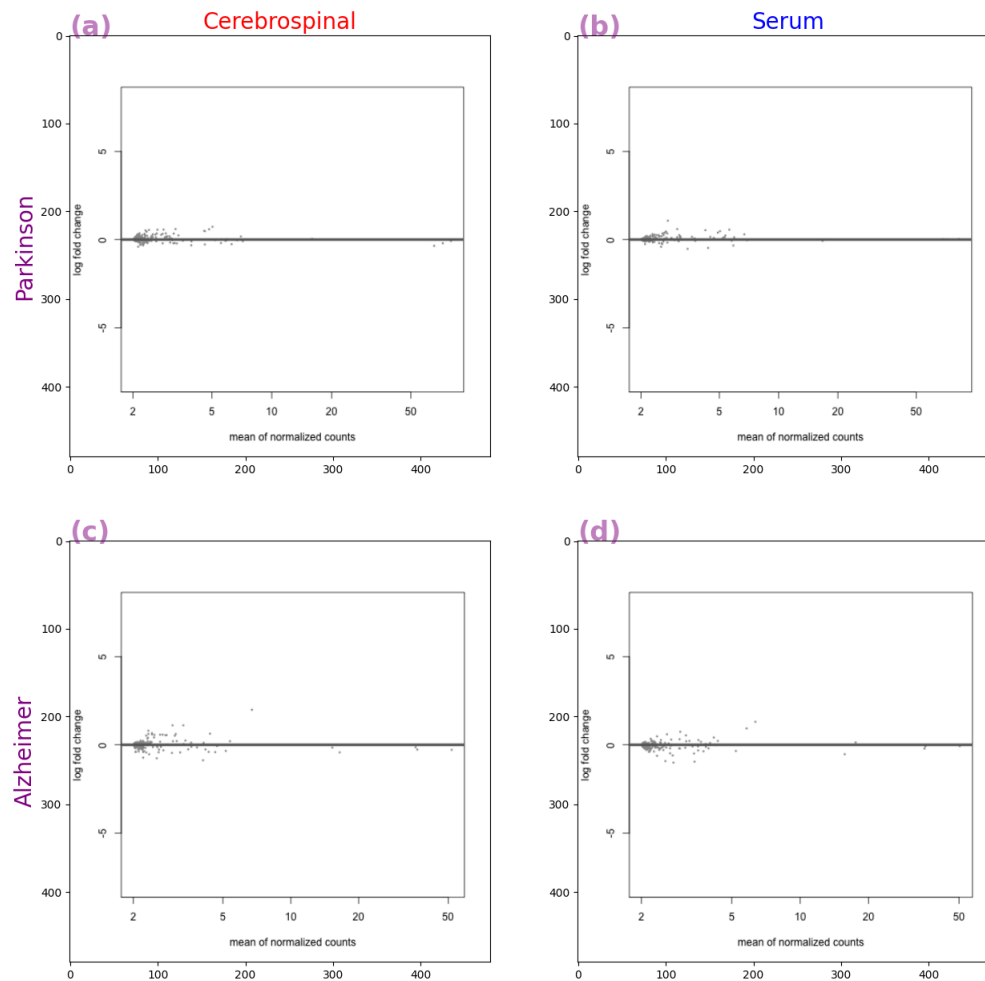 (a) Cerebrospinal
(b) Serum
Parkinson
0
100
200
300
400
log fold change
5
0
-5
2 5 10 20 50
mean of normalized counts
0 100 200 300 400
0
100
200
300
400
log fold change
5
0
-5
2 5 10 20 50
mean of normalized counts
0 100 200 300 400
(c)
(d)
Alzheimer
0
100
200
300
400
log fold change
5
0
-5
2 5 10 20 50
mean of normalized counts
0 100 200 300 400
0
100
200
300
400
log fold change
5
0
-5
2 5 10 20 50
mean of normalized counts
0 100 200 300 400